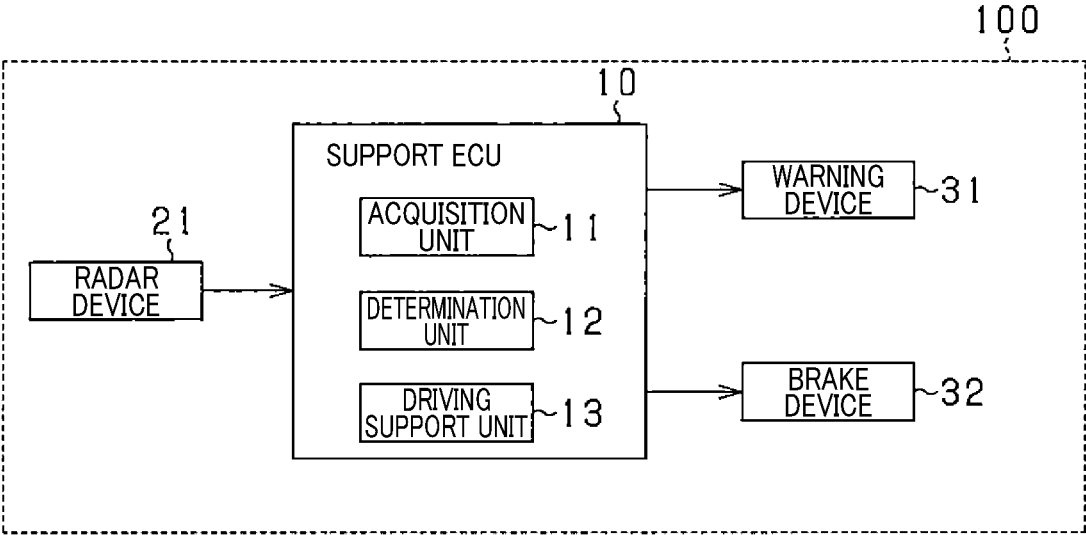 100
10
SUPPORT ECU
ACQUISITION
UNIT
11
DETERMINATION
UNIT
12
DRIVING
SUPPORT UNIT
13
21
RADAR
DEVICE
WARNING
DEVICE
31
BRAKE
DEVICE
32